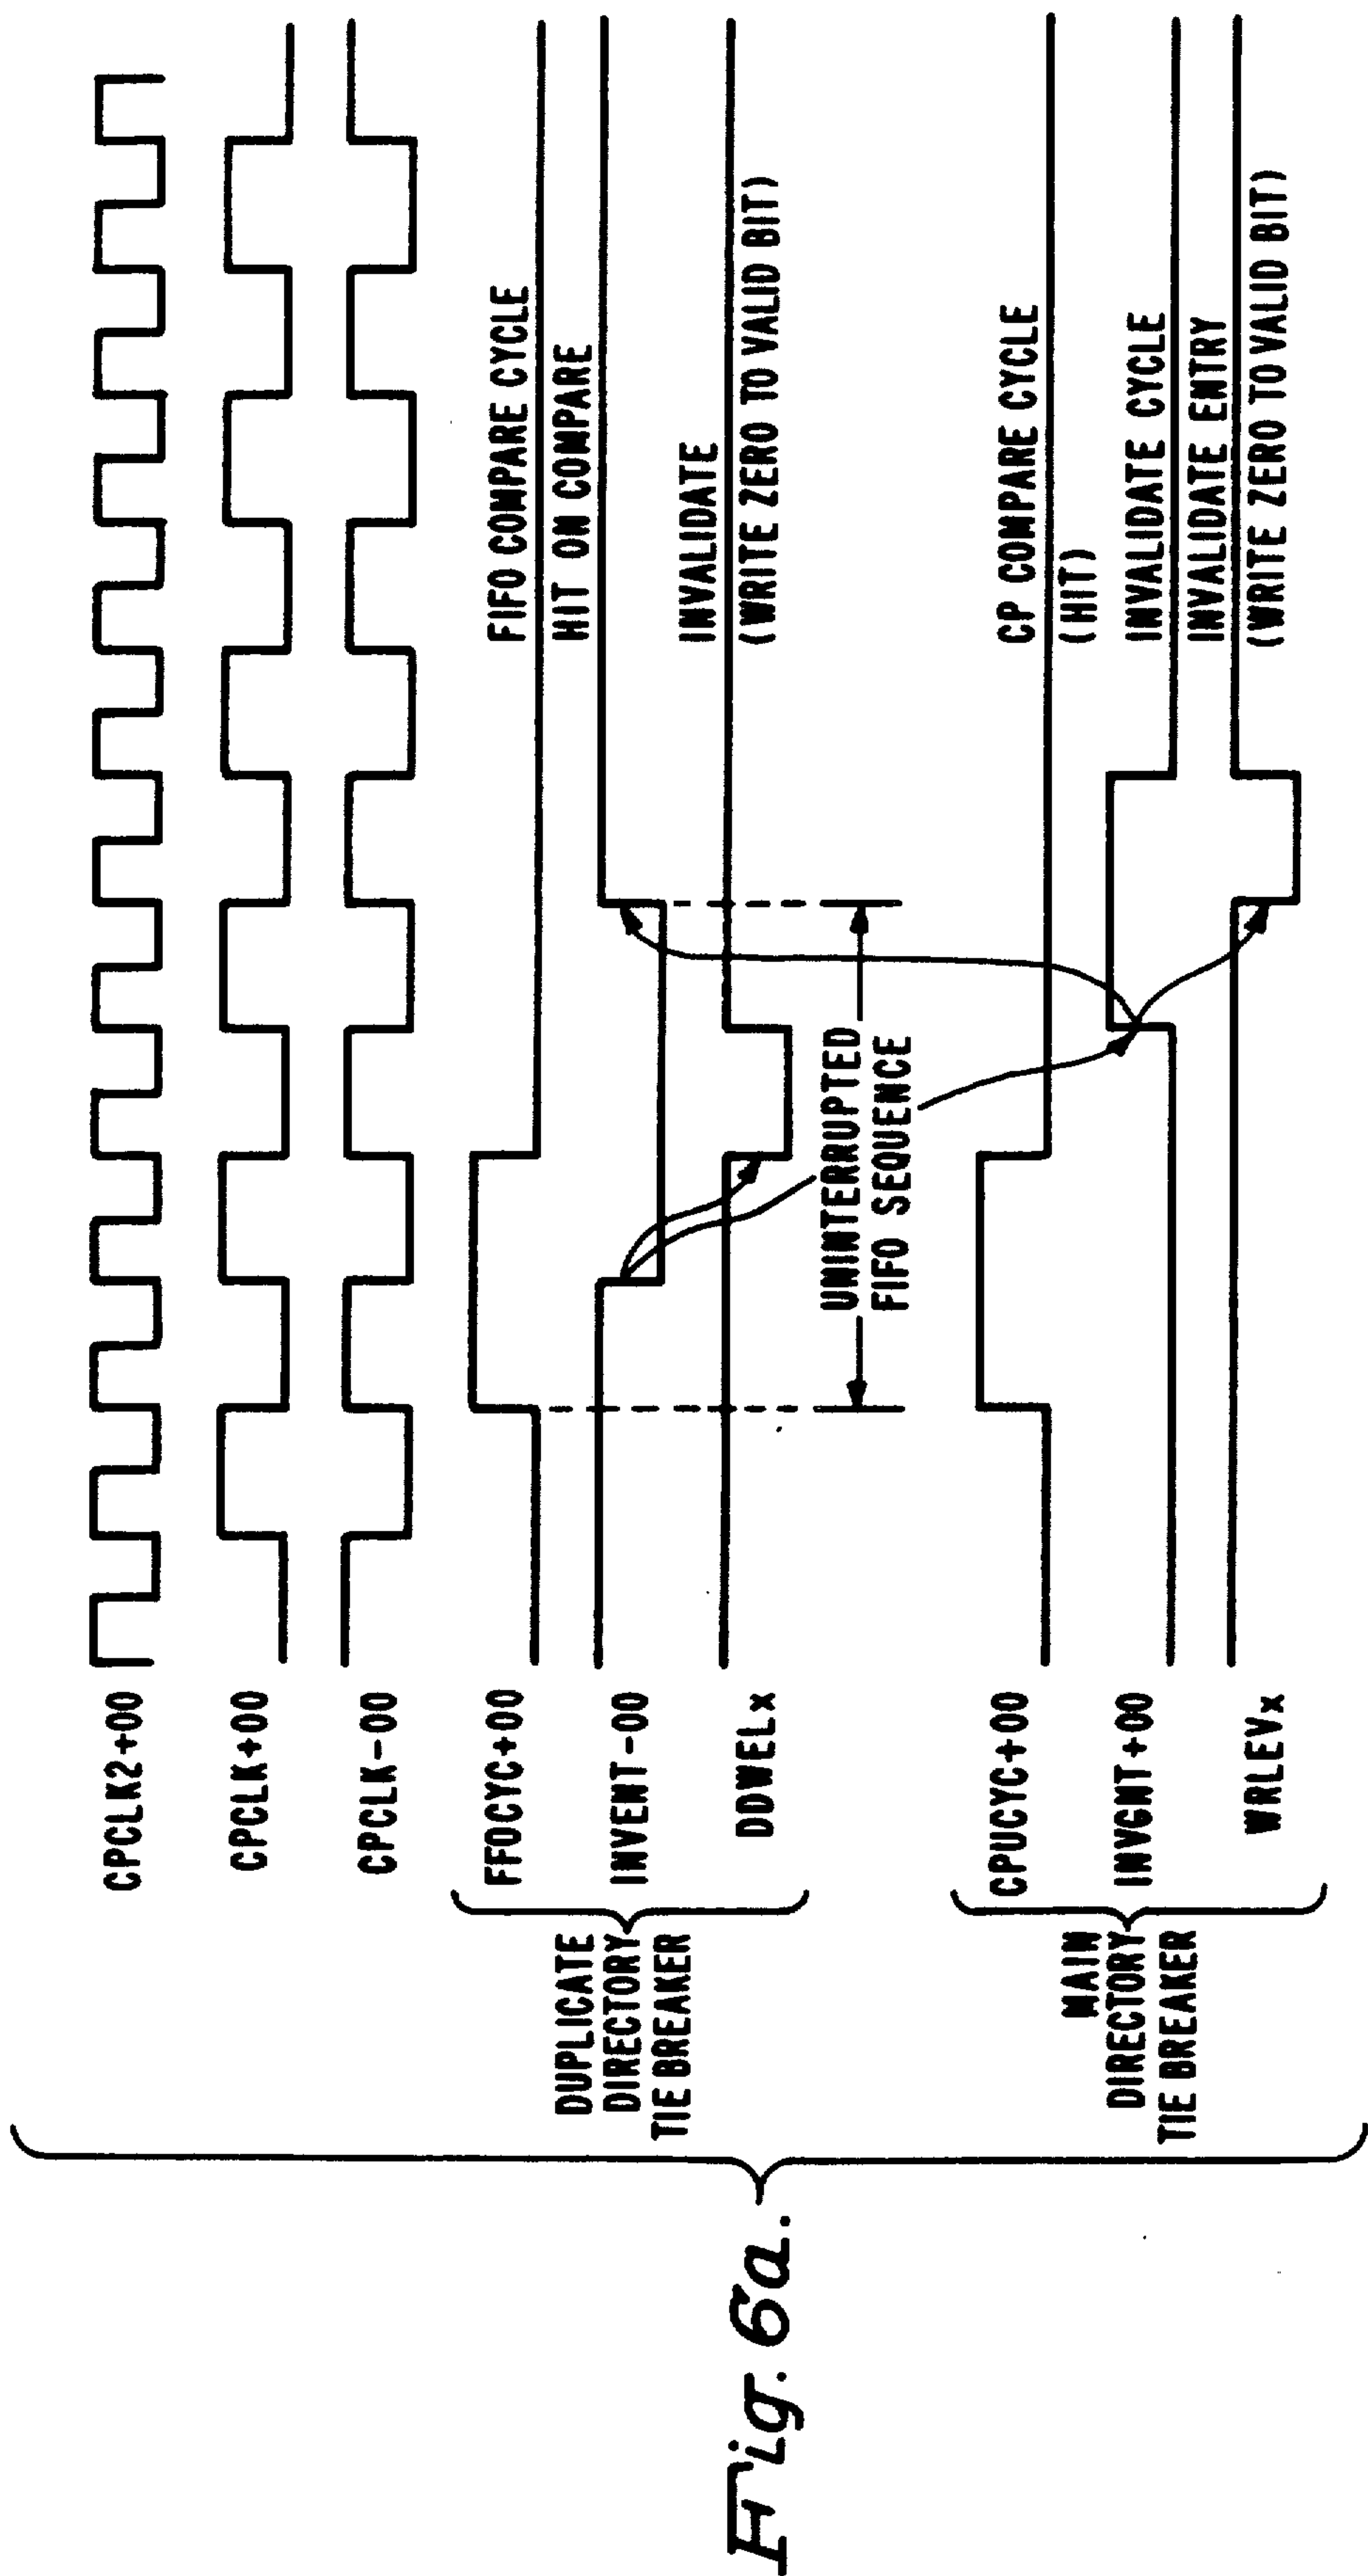 CPCLK2+00
CPCLK+00
CPCLK-00
DUPLICATE
DIRECTORY
TIE BREAKER
FFOCYC+00
FIFO COMPARE CYCLE
INVENT-00
HIT ON COMPARE
DDWELx
INVALIDATE
(WRITE ZERO TO VALID BIT)
UNINTERRUPTED
FIFO SEQUENCE
MAIN
DIRECTORY
TIE BREAKER
CPUCYC+00
CP COMPARE CYCLE
(HIT)
INVGNT+00
INVALIDATE CYCLE
WRLEVx
INVALIDATE ENTRY
(WRITE ZERO TO VALID BIT)
Fig. 6a.